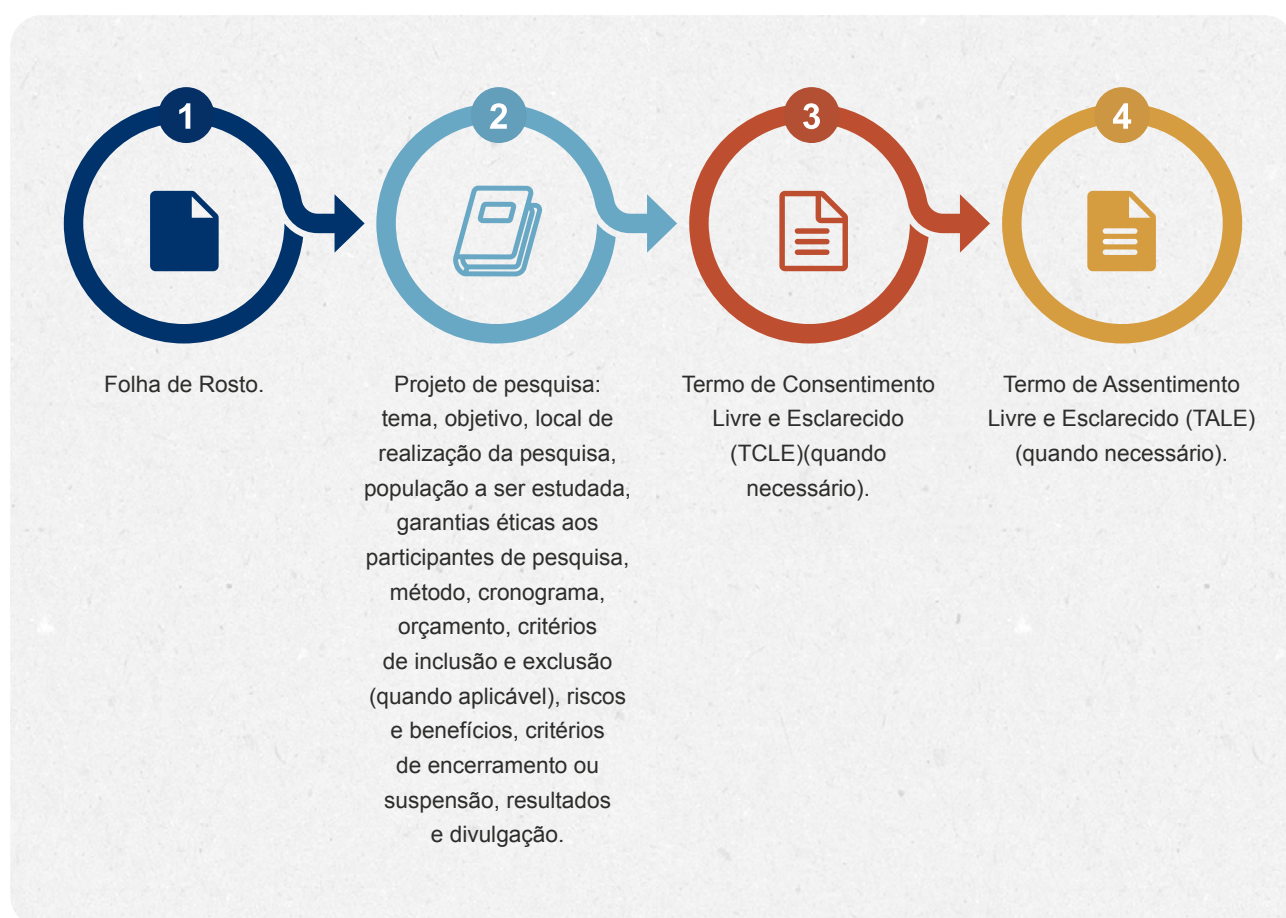 1
2
3
4
Folha de Rosto.
Projeto de pesquisa:
tema, objetivo, local de
realização da pesquisa,
população a ser estudada,
garantias éticas aos
participantes de pesquisa,
método, cronograma,
orçamento, critérios
de inclusão e exclusão
(quando aplicável), riscos
e benefícios, critérios
de encerramento ou
suspensão, resultados
e divulgação.
Termo de Consentimento
Livre e Esclarecido
(TCLE)(quando
necessário).
Termo de Assentimento
Livre e Esclarecido (TALE)
(quando necessário).